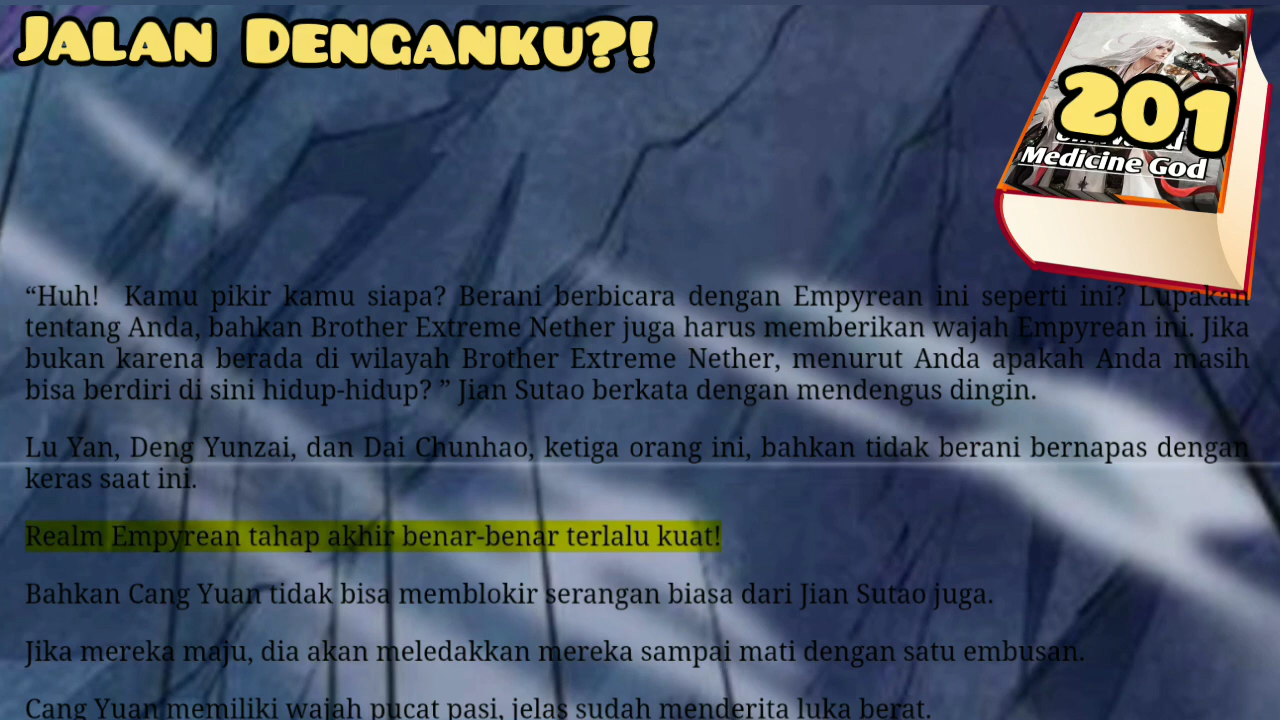 Jalan Denganku?!
201
Medicine God
“Huh! Kamu pikir kamu siapa? Berani berbicara dengan Empyrean ini seperti ini? Lupakan
tentang Anda, bahkan Brother Extreme Nether juga harus memberikan wajah Empyrean ini. Jika
bukan karena berada di wilayah Brother Extreme Nether, menurut Anda apakah Anda masih
bisa berdiri di sini hidup-hidup? ” Jian Sutao berkata dengan mendengus dingin.
Lu Yan, Deng Yunzai, dan Dai Chunhao, ketiga orang ini, bahkan tidak berani bernapas dengan
keras saat ini.
Realm Empyrean tahap akhir benar-benar terlalu kuat!
Bahkan Cang Yuan tidak bisa memblokir serangan biasa dari Jian Sutao juga.
Jika mereka maju, dia akan meledakkan mereka sampai mati dengan satu embusan.
Cang Yuan memiliki wajah pucat pasi, jelas sudah menderita luka berat.